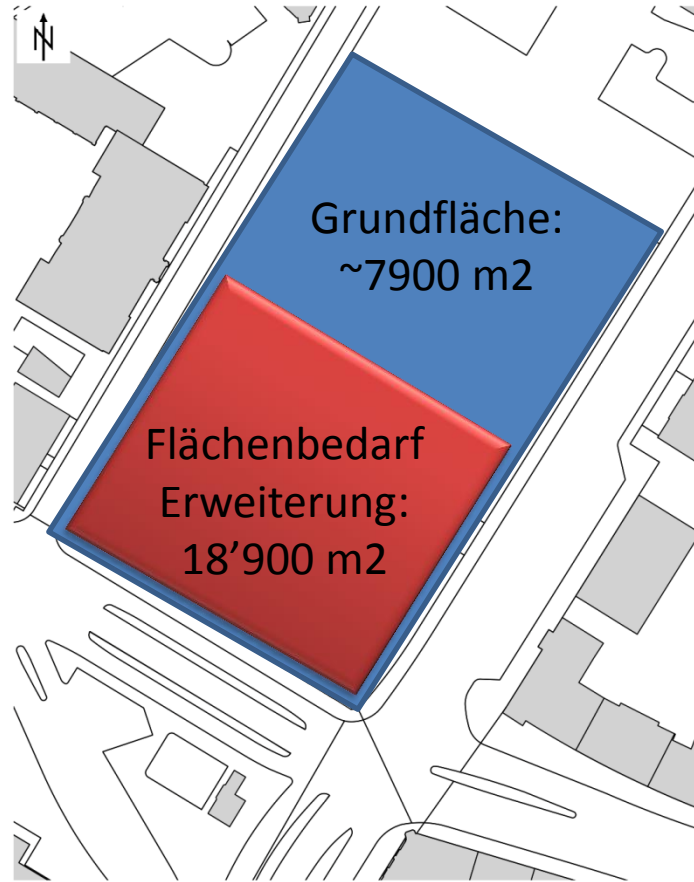 N
Grundfläche:
~7900 m2
Flächenbedarf
Erweiterung:
18’900 m2